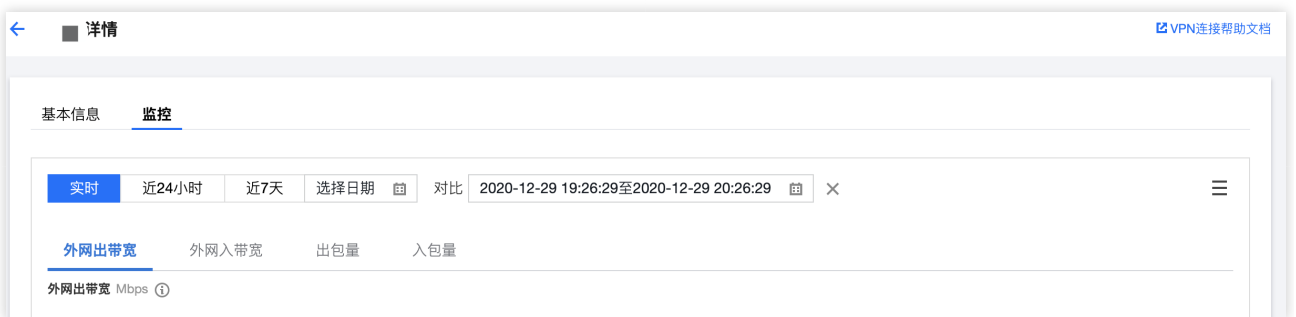 详情 VPN连接帮助文档
基本信息 监控
实时 近24小时 近7天 选择日期 对比 2020-12-29 19:26:29至2020-12-29 20:26:29
外网出带宽 外网入带宽 出包量 入包量
外网出带宽 Mbps